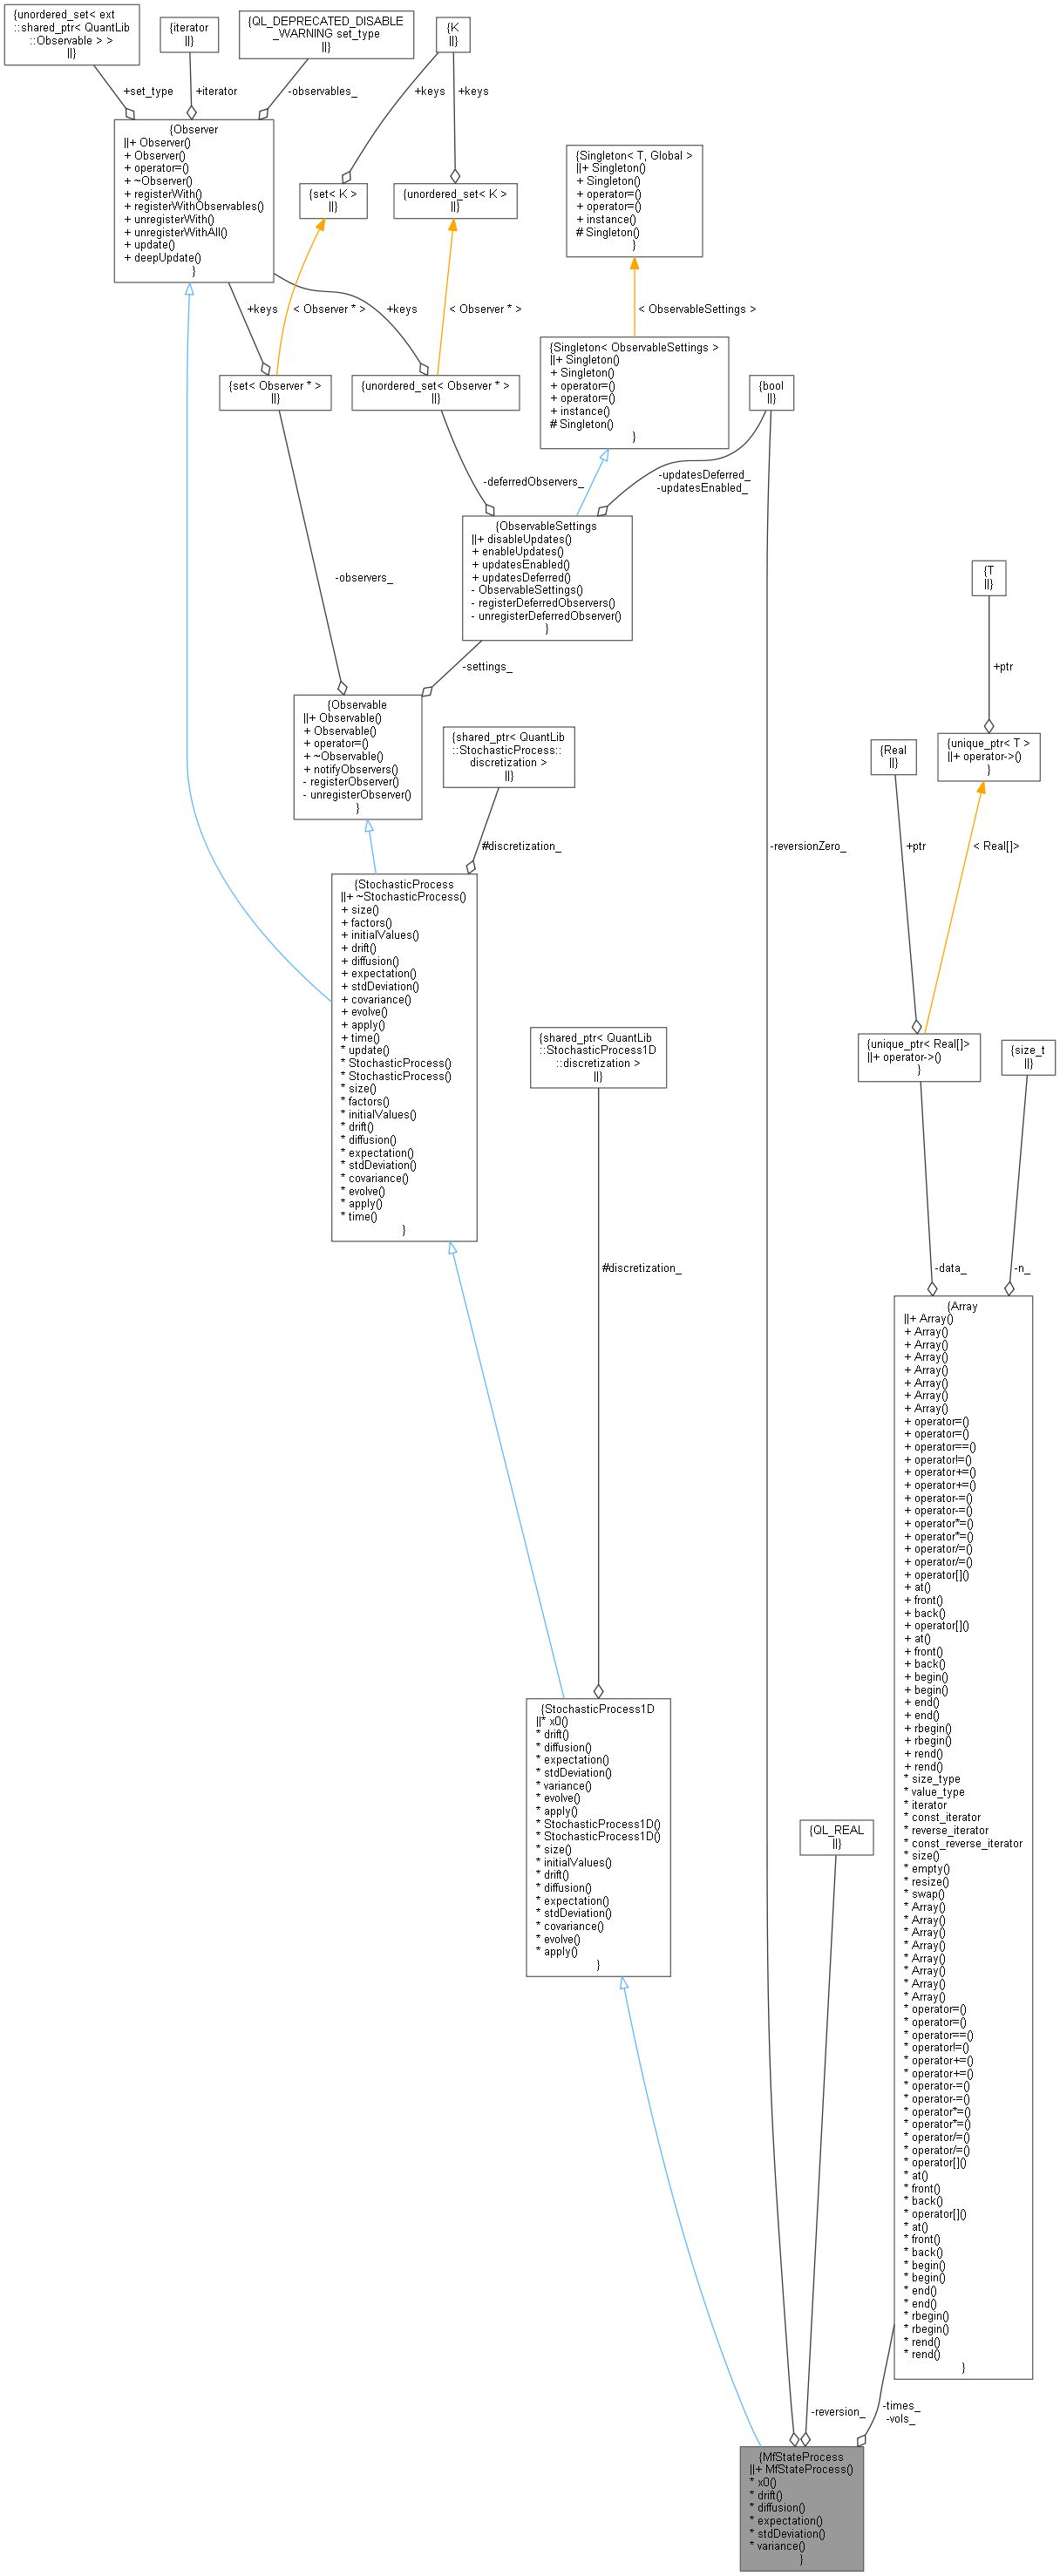 {unordered_set< ext
::shared_ptr< QuantLib
::Observable > >
||}
{iterator
||}
{QL_DEPRECATED_DISABLE
_WARNING set_type
||}
{K
||}
+set_type
+iterator
-observables_
+keys
+keys
{Observer
||+ Observer()
+ Observer()
+ operator=()
+ ~Observer()
+ registerWith()
+ registerWithObservables()
+ unregisterWith()
+ unregisterWithAll()
+ update()
+ deepUpdate()
}
{set< K >
||}
{unordered_set< K >
||}
{Singleton< T, Global >
||+ Singleton()
+ Singleton()
+ operator=()
+ operator=()
+ instance()
# Singleton()
}
+keys
< Observer * >
+keys
< Observer * >
< ObservableSettings >
{set< Observer * >
||}
{unordered_set< Observer * >
||}
{Singleton< ObservableSettings >
||+ Singleton()
+ Singleton()
+ operator=()
+ operator=()
+ instance()
# Singleton()
}
{bool
||}
-deferredObservers_
-updatesDeferred_
-updatesEnabled_
{ObservableSettings
||+ disableUpdates()
+ enableUpdates()
+ updatesEnabled()
+ updatesDeferred()
- ObservableSettings()
- registerDeferredObservers()
- unregisterDeferredObserver()
}
-observers_
-settings_
{T
||}
+ptr
{Observable
||+ Observable()
+ Observable()
+ operator=()
+ ~Observable()
+ notifyObservers()
- registerObserver()
- unregisterObserver()
}
{shared_ptr< QuantLib
::StochasticProcess::
discretization >
||}
{Real
||}
{unique_ptr< T >
||+ operator->()
}
#discretization_
-reversionZero_
+ptr
< Real[]>
{StochasticProcess
||+ ~StochasticProcess()
+ size()
+ factors()
+ initialValues()
+ drift()
+ diffusion()
+ expectation()
+ stdDeviation()
+ covariance()
+ evolve()
+ apply()
+ time()
* update()
* StochasticProcess()
* StochasticProcess()
* size()
* factors()
* initialValues()
* drift()
* diffusion()
* expectation()
* stdDeviation()
* covariance()
* evolve()
* apply()
* time()
}
{shared_ptr< QuantLib
::StochasticProcess1D
::discretization >
||}
{unique_ptr< Real[]>
||+ operator->()
}
{size_t
||}
#discretization_
-data_
-n_
{Array
||+ Array()
+ Array()
+ Array()
+ Array()
+ Array()
+ Array()
+ Array()
+ Array()
+ operator=()
+ operator=()
+ operator==()
+ operator!=()
+ operator+=()
+ operator+=()
+ operator-=()
+ operator-=()
+ operator*=()
+ operator*=()
+ operator/=()
+ operator/=()
+ operator[]()
+ at()
+ front()
+ back()
+ operator[]()
+ at()
+ front()
+ back()
+ begin()
+ begin()
+ end()
+ end()
+ rbegin()
+ rbegin()
+ rend()
+ rend()
* size_type
* value_type
* iterator
* const_iterator
* reverse_iterator
* const_reverse_iterator
* size()
* empty()
* resize()
* swap()
* Array()
* Array()
* Array()
* Array()
* Array()
* Array()
* Array()
* Array()
* operator=()
* operator=()
* operator==()
* operator!=()
* operator+=()
* operator+=()
* operator-=()
* operator-=()
* operator*=()
* operator*=()
* operator/=()
* operator/=()
* operator[]()
* at()
* front()
* back()
* operator[]()
* at()
* front()
* back()
* begin()
* begin()
* end()
* end()
* rbegin()
* rbegin()
* rend()
* rend()
}
{StochasticProcess1D
||* x0()
* drift()
* diffusion()
* expectation()
* stdDeviation()
* variance()
* evolve()
* apply()
* StochasticProcess1D()
* StochasticProcess1D()
* size()
* initialValues()
* drift()
* diffusion()
* expectation()
* stdDeviation()
* covariance()
* evolve()
* apply()
}
{QL_REAL
||}
-reversion_
-times_
-vols_
{MfStateProcess
||+ MfStateProcess()
* x0()
* drift()
* diffusion()
* expectation()
* stdDeviation()
* variance()
}